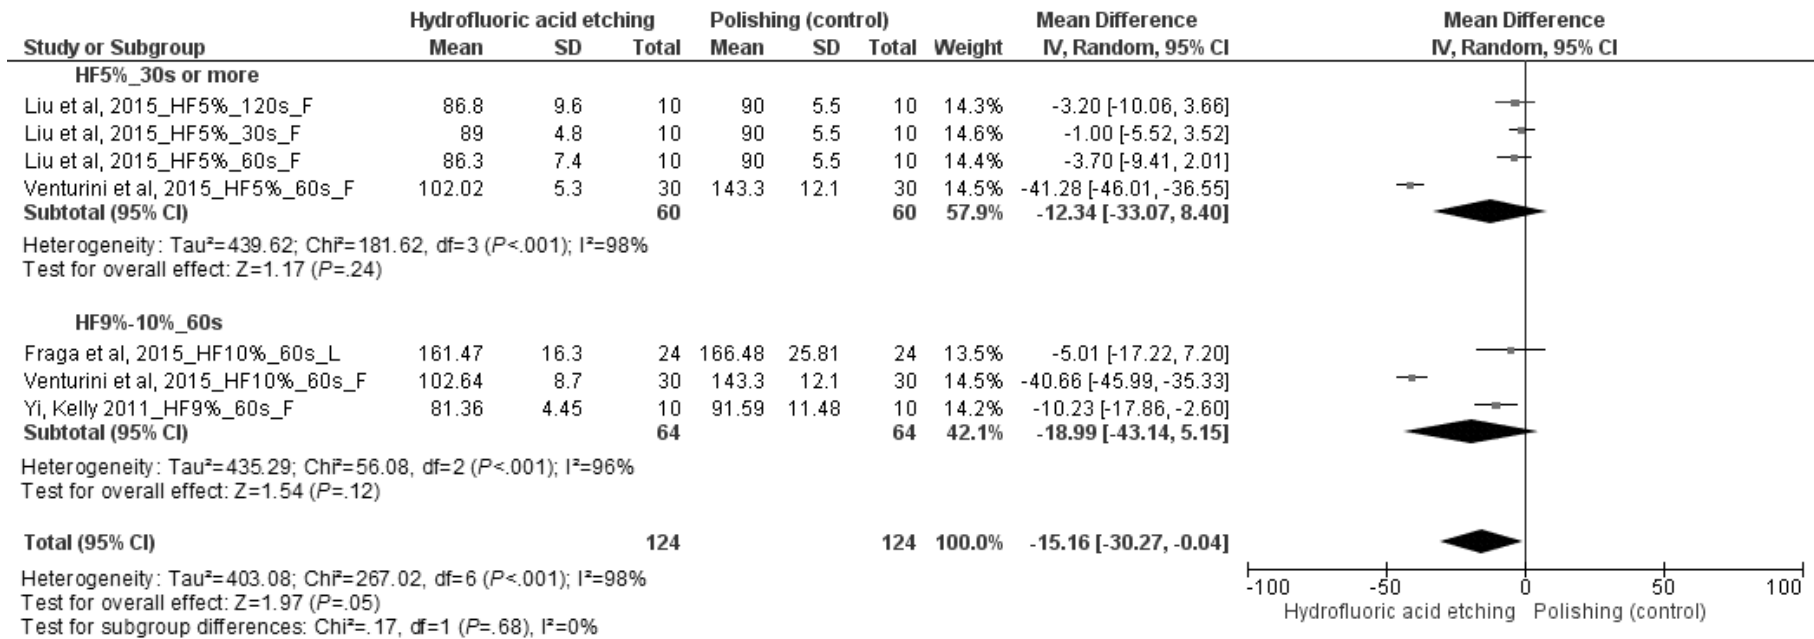 Hydrofluoric acid etching Polishing (control) Mean Difference Mean Difference
Study or Subgroup Mean SD Total Mean SD Total Weight IV, Random, 95% CI IV, Random, 95% CI
HF5%_30s or more
Liu et al, 2015_HF5%_120s_F 86.8 9.6 10 90 5.5 10 14.3% -3.20 [-10.06, 3.66]
Liu et al, 2015_HF5%_30s_F 89 4.8 10 90 5.5 10 14.6% -1.00 [-5.52, 3.52]
Liu et al, 2015_HF5%_60s_F 86.3 7.4 10 90 5.5 10 14.4% -3.70 [-9.41, 2.01]
Venturini et al, 2015_HF5%_60s_F 102.02 5.3 30 143.3 12.1 30 14.5% -41.28 [-46.01, -36.55]
Subtotal (95% CI) 60 60 57.9% -12.34 [-33.07, 8.40]
Heterogeneity: Tau²=439.62; Chi²=181.62, df=3 (P<.001); I²=98%
Test for overall effect: Z=1.17 (P=.24)
HF9%-10%_60s
Fraga et al, 2015_HF10%_60s_L 161.47 16.3 24 166.48 25.81 24 13.5% -5.01 [-17.22, 7.20]
Venturini et al, 2015_HF10%_60s_F 102.64 8.7 30 143.3 12.1 30 14.5% -40.66 [-45.99, -35.33]
Yi, Kelly 2011_HF9%_60s_F 81.36 4.45 10 91.59 11.48 10 14.2% -10.23 [-17.86, -2.60]
Subtotal (95% CI) 64 64 42.1% -18.99 [-43.14, 5.15]
Heterogeneity: Tau²=435.29; Chi²=56.08, df=2 (P<.001); I²=96%
Test for overall effect: Z=1.54 (P=.12)
Total (95% CI) 124 124 100.0% -15.16 [-30.27, -0.04]
Heterogeneity: Tau²=403.08; Chi²=267.02, df=6 (P<.001); I²=98%
Test for overall effect: Z=1.97 (P=.05)
Test for subgroup differences: Chi²=.17, df=1 (P=.68), I²=0%
-100 -50 0 50 100
Hydrofluoric acid etching Polishing (control)